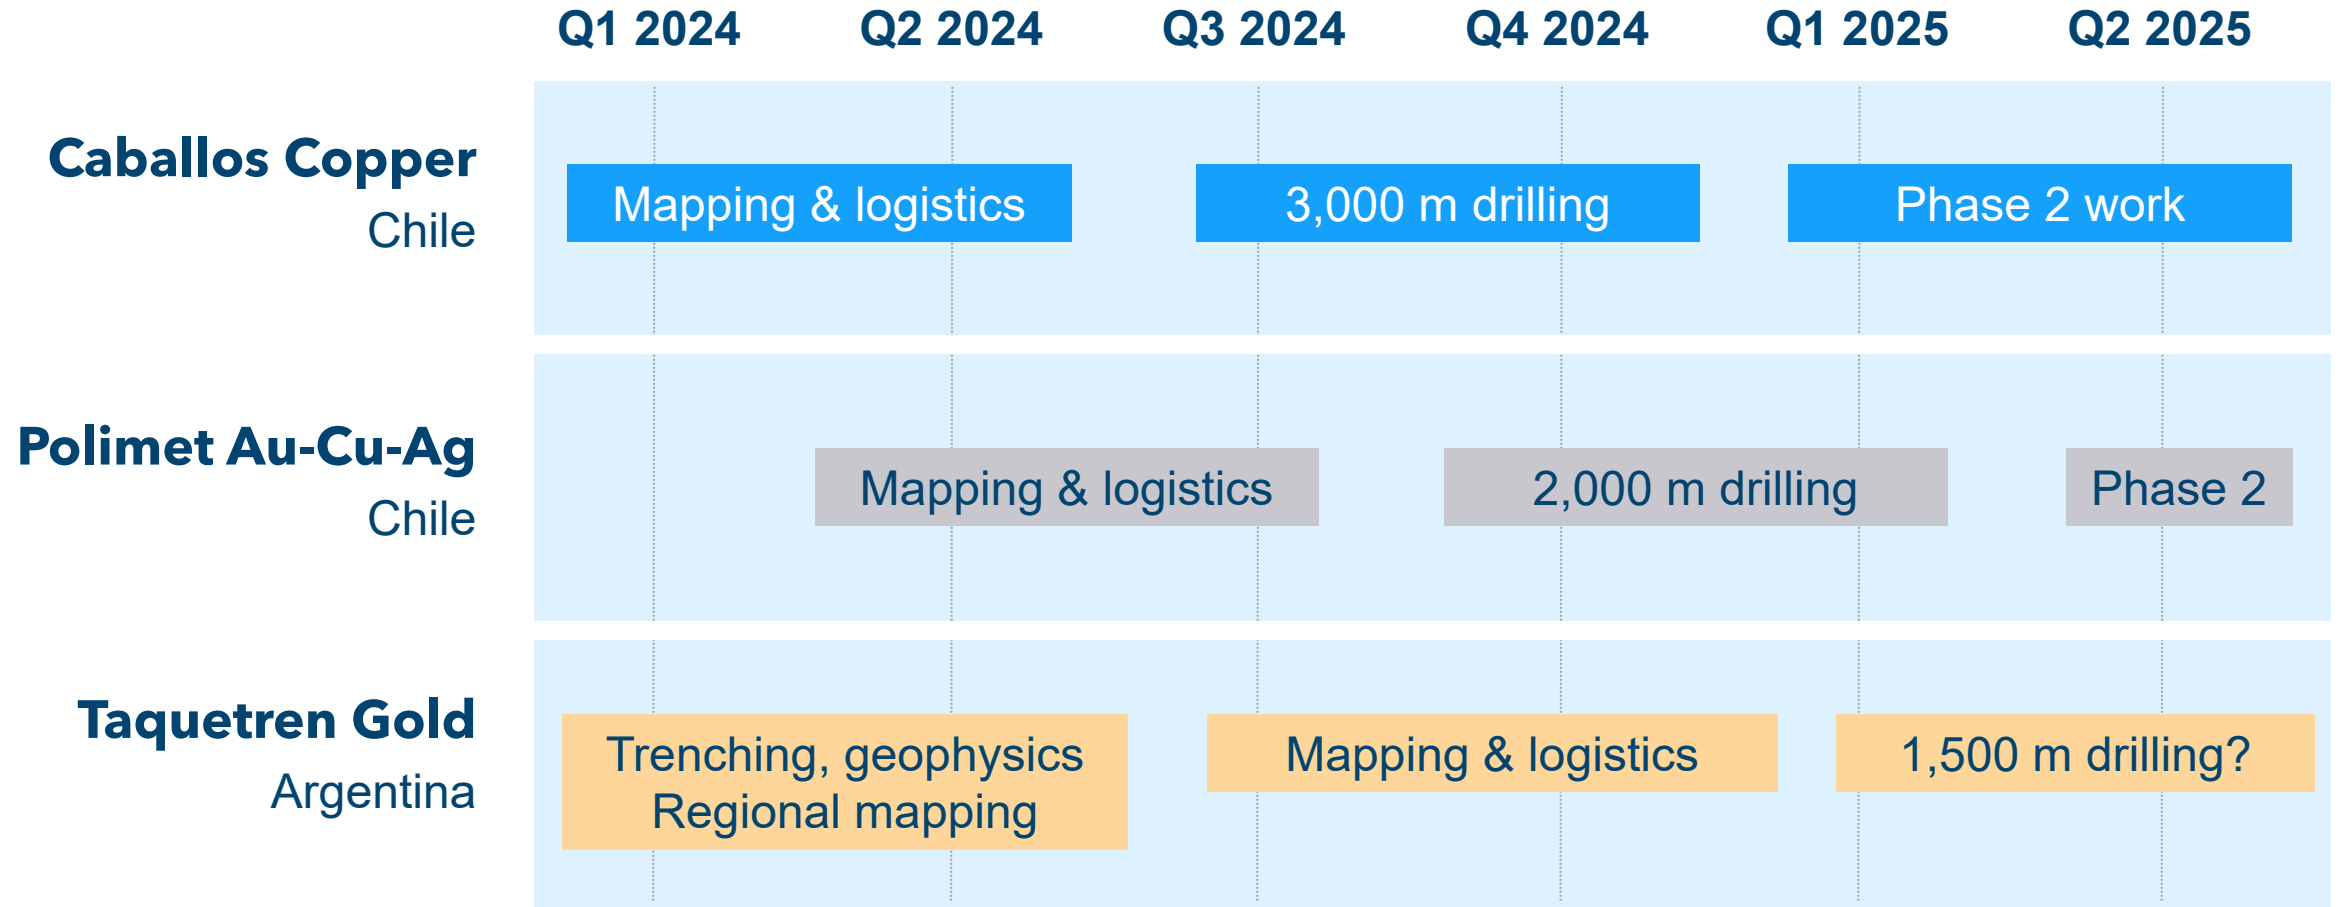 Q1 2024 Q2 2024 Q3 2024 Q4 2024 Q1 2025 Q2 2025
Caballos Copper
Chile
Mapping & logistics
3,000 m drilling
Phase 2 work
Polimet Au-Cu-Ag
Chile
Mapping & logistics
2,000 m drilling
Phase 2
Taquetren Gold
Argentina
Trenching, geophysics
Regional mapping
Mapping & logistics
1,500 m drilling?